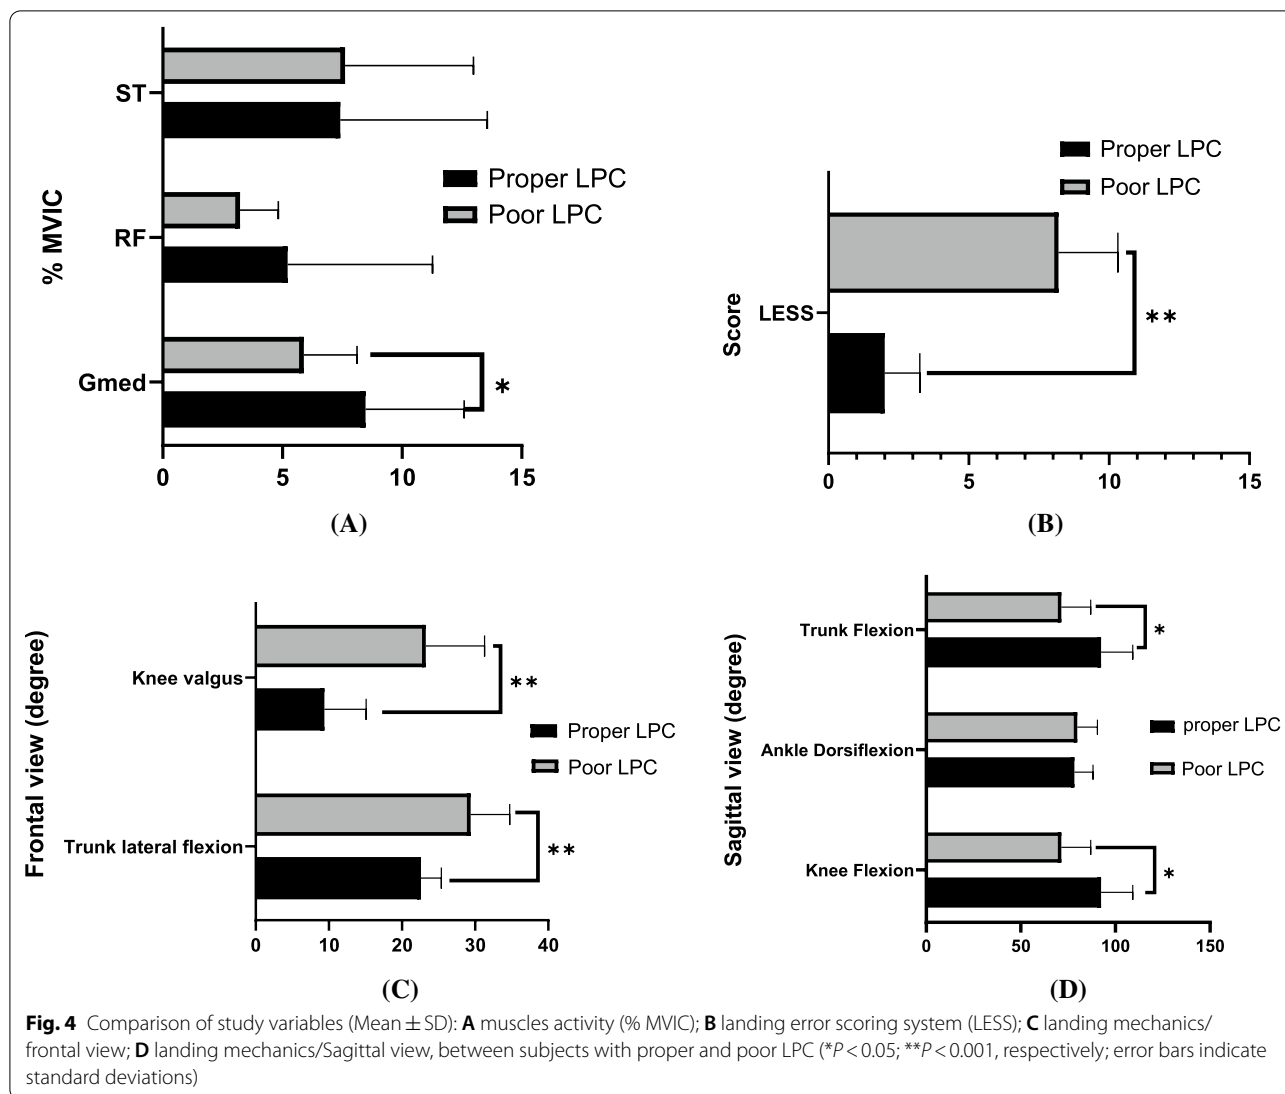 ST
RF
Gmed
% MVIC
Proper LPC
Poor LPC
*
0 5 10 15
(A)
Proper LPC
Poor LPC
Score
LESS
**
0 5 10 15
(B)
Frontal view (degree)
Knee valgus
**
Proper LPC
Poor LPC
Trunk lateral flexion
**
0 10 20 30 40
(C)
Sagittal view (degree)
Trunk Flexion
*
Ankle Dorsiflexion
proper LPC
Poor LPC
Knee Flexion
*
0 50 100 150
(D)
Fig. 4 Comparison of study variables (Mean ± SD): A muscles activity (% MVIC); B landing error scoring system (LESS); C landing mechanics/
frontal view; D landing mechanics/Sagittal view, between subjects with proper and poor LPC (*P < 0.05; **P < 0.001, respectively; error bars indicate
standard deviations)